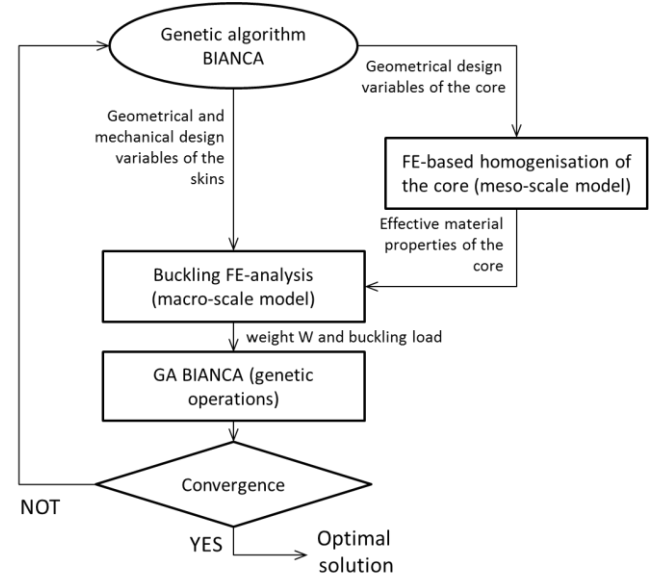 Genetic algorithm
BIANCA
Geometrical design
variables of the core
Geometrical and
mechanical design
variables of the
skins
FE-based homogenisation of
the core (meso-scale model)
Effective material
properties of the
core
Buckling FE-analysis
(macro-scale model)
weight W and buckling load
GA BIANCA (genetic
operations)
Convergence
NOT
YES
Optimal
solution